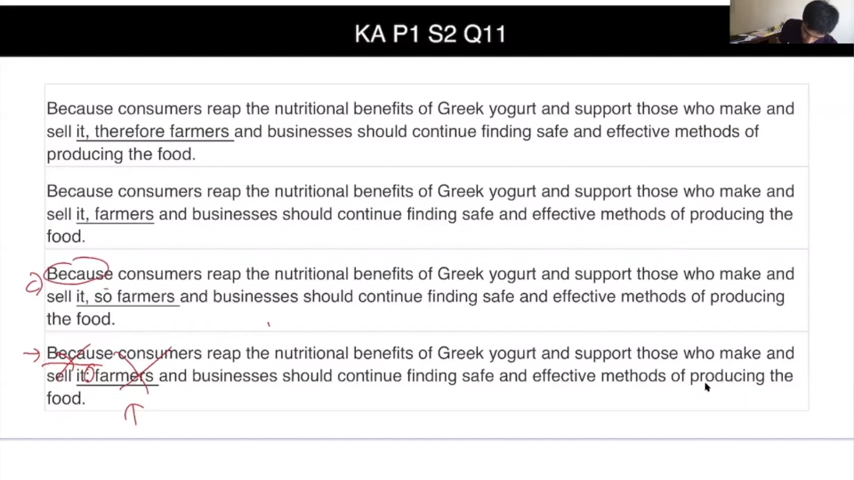 KA P1 S2 Q11
Because consumers reap the nutritional benefits of Greek yogurt and support those who make and
sell it, therefore farmers and businesses should continue finding safe and effective methods of
producing the food.
Because consumers reap the nutritional benefits of Greek yogurt and support those who make and
sell it, farmers and businesses should continue finding safe and effective methods of producing the
food.
Because consumers reap the nutritional benefits of Greek yogurt and support those who make and
c) sell it, so farmers and businesses should continue finding safe and effective methods of producing
the food.
Because consumers reap the nutritional benefits of Greek yogurt and support those who make and
sell it: farmers and businesses should continue finding safe and effective methods of producing the
food.